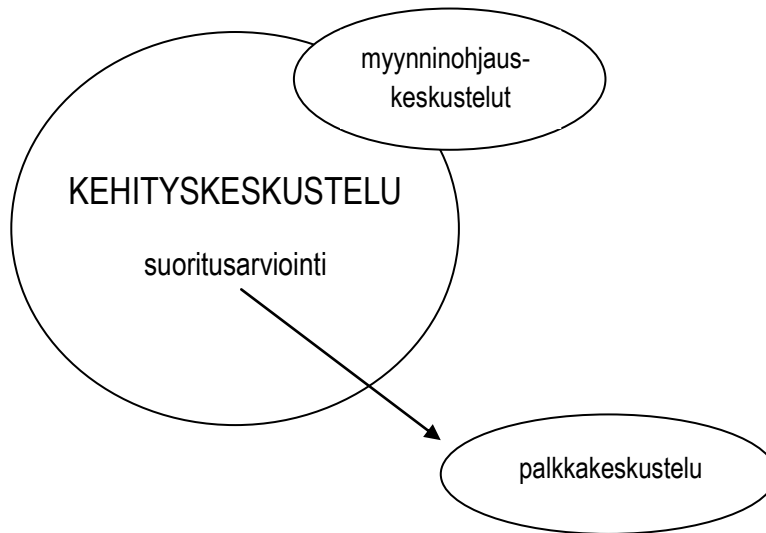 myynninohjaus-
keskustelut
KEHITYSKESKUSTELU
suoritusarviointi
palkkakeskustelu